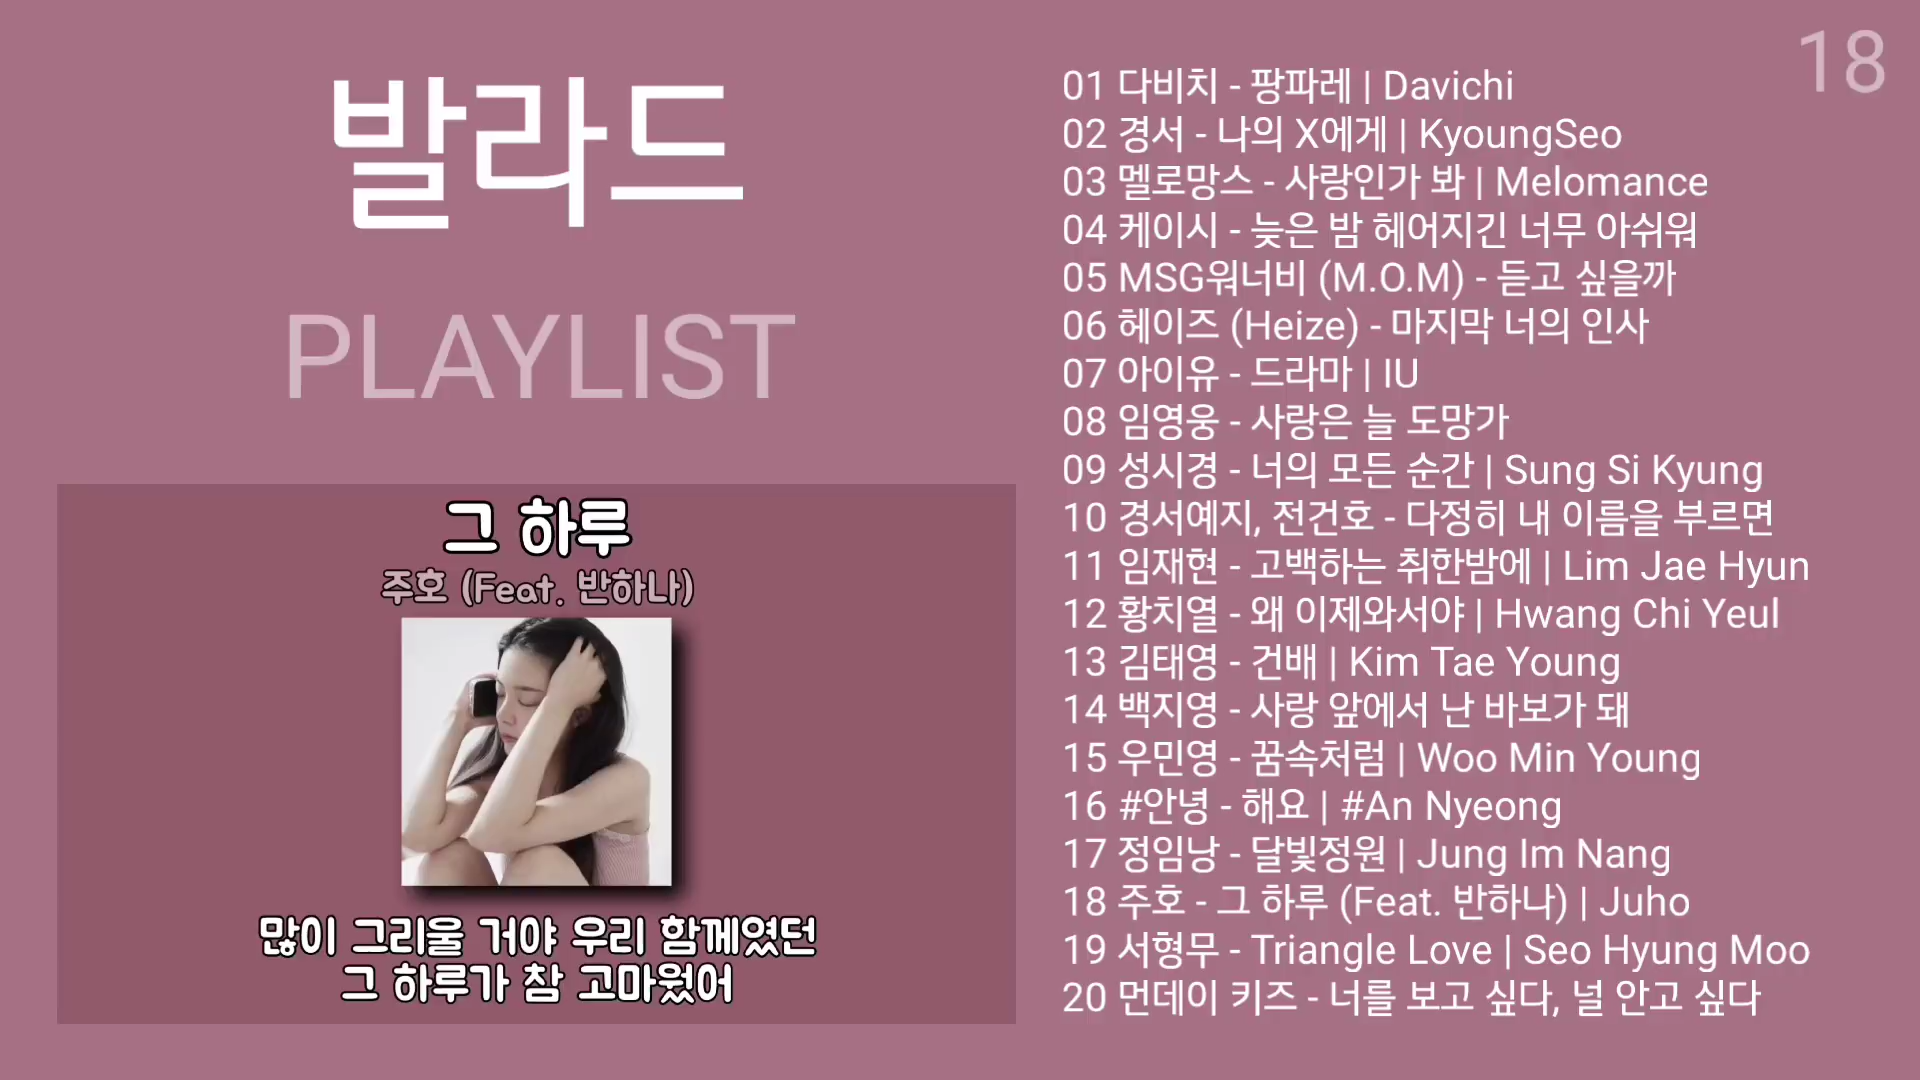 발라드
PLAYLIST
그 하루
주호 (Feat. 반하나)
많이 그리울 거야 우리 함께였던
그 하루가 참 고마웠어
18
01 다비치 - 팡파레 | Davichi
02 경서 - 나의 X에게 | KyoungSeo
03 멜로망스 - 사랑인가 봐 | Melomance
04 케이시 - 늦은 밤 헤어지긴 너무 아쉬워
05 MSG워너비 (M.O.M) - 듣고 싶을까
06 헤이즈 (Heize) - 마지막 너의 인사
07 아이유 - 드라마 | IU
08 임영웅 - 사랑은 늘 도망가
09 성시경 - 너의 모든 순간 | Sung Si Kyung
10 경서예지, 전건호 - 다정히 내 이름을 부르면
11 임재현 - 고백하는 취한밤에 | Lim Jae Hyun
12 황치열 - 왜 이제와서야 | Hwang Chi Yeul
13 김태영 - 건배 | Kim Tae Young
14 백지영 - 사랑 앞에서 난 바보가 돼
15 우민영 - 꿈속처럼 | Woo Min Young
16 #안녕 - 해요 | #An Nyeong
17 정임낭 - 달빛정원 | Jung Im Nang
18 주호 - 그 하루 (Feat. 반하나) | Juho
19 서형무 - Triangle Love | Seo Hyung Moo
20 먼데이 키즈 - 너를 보고 싶다, 널 안고 싶다